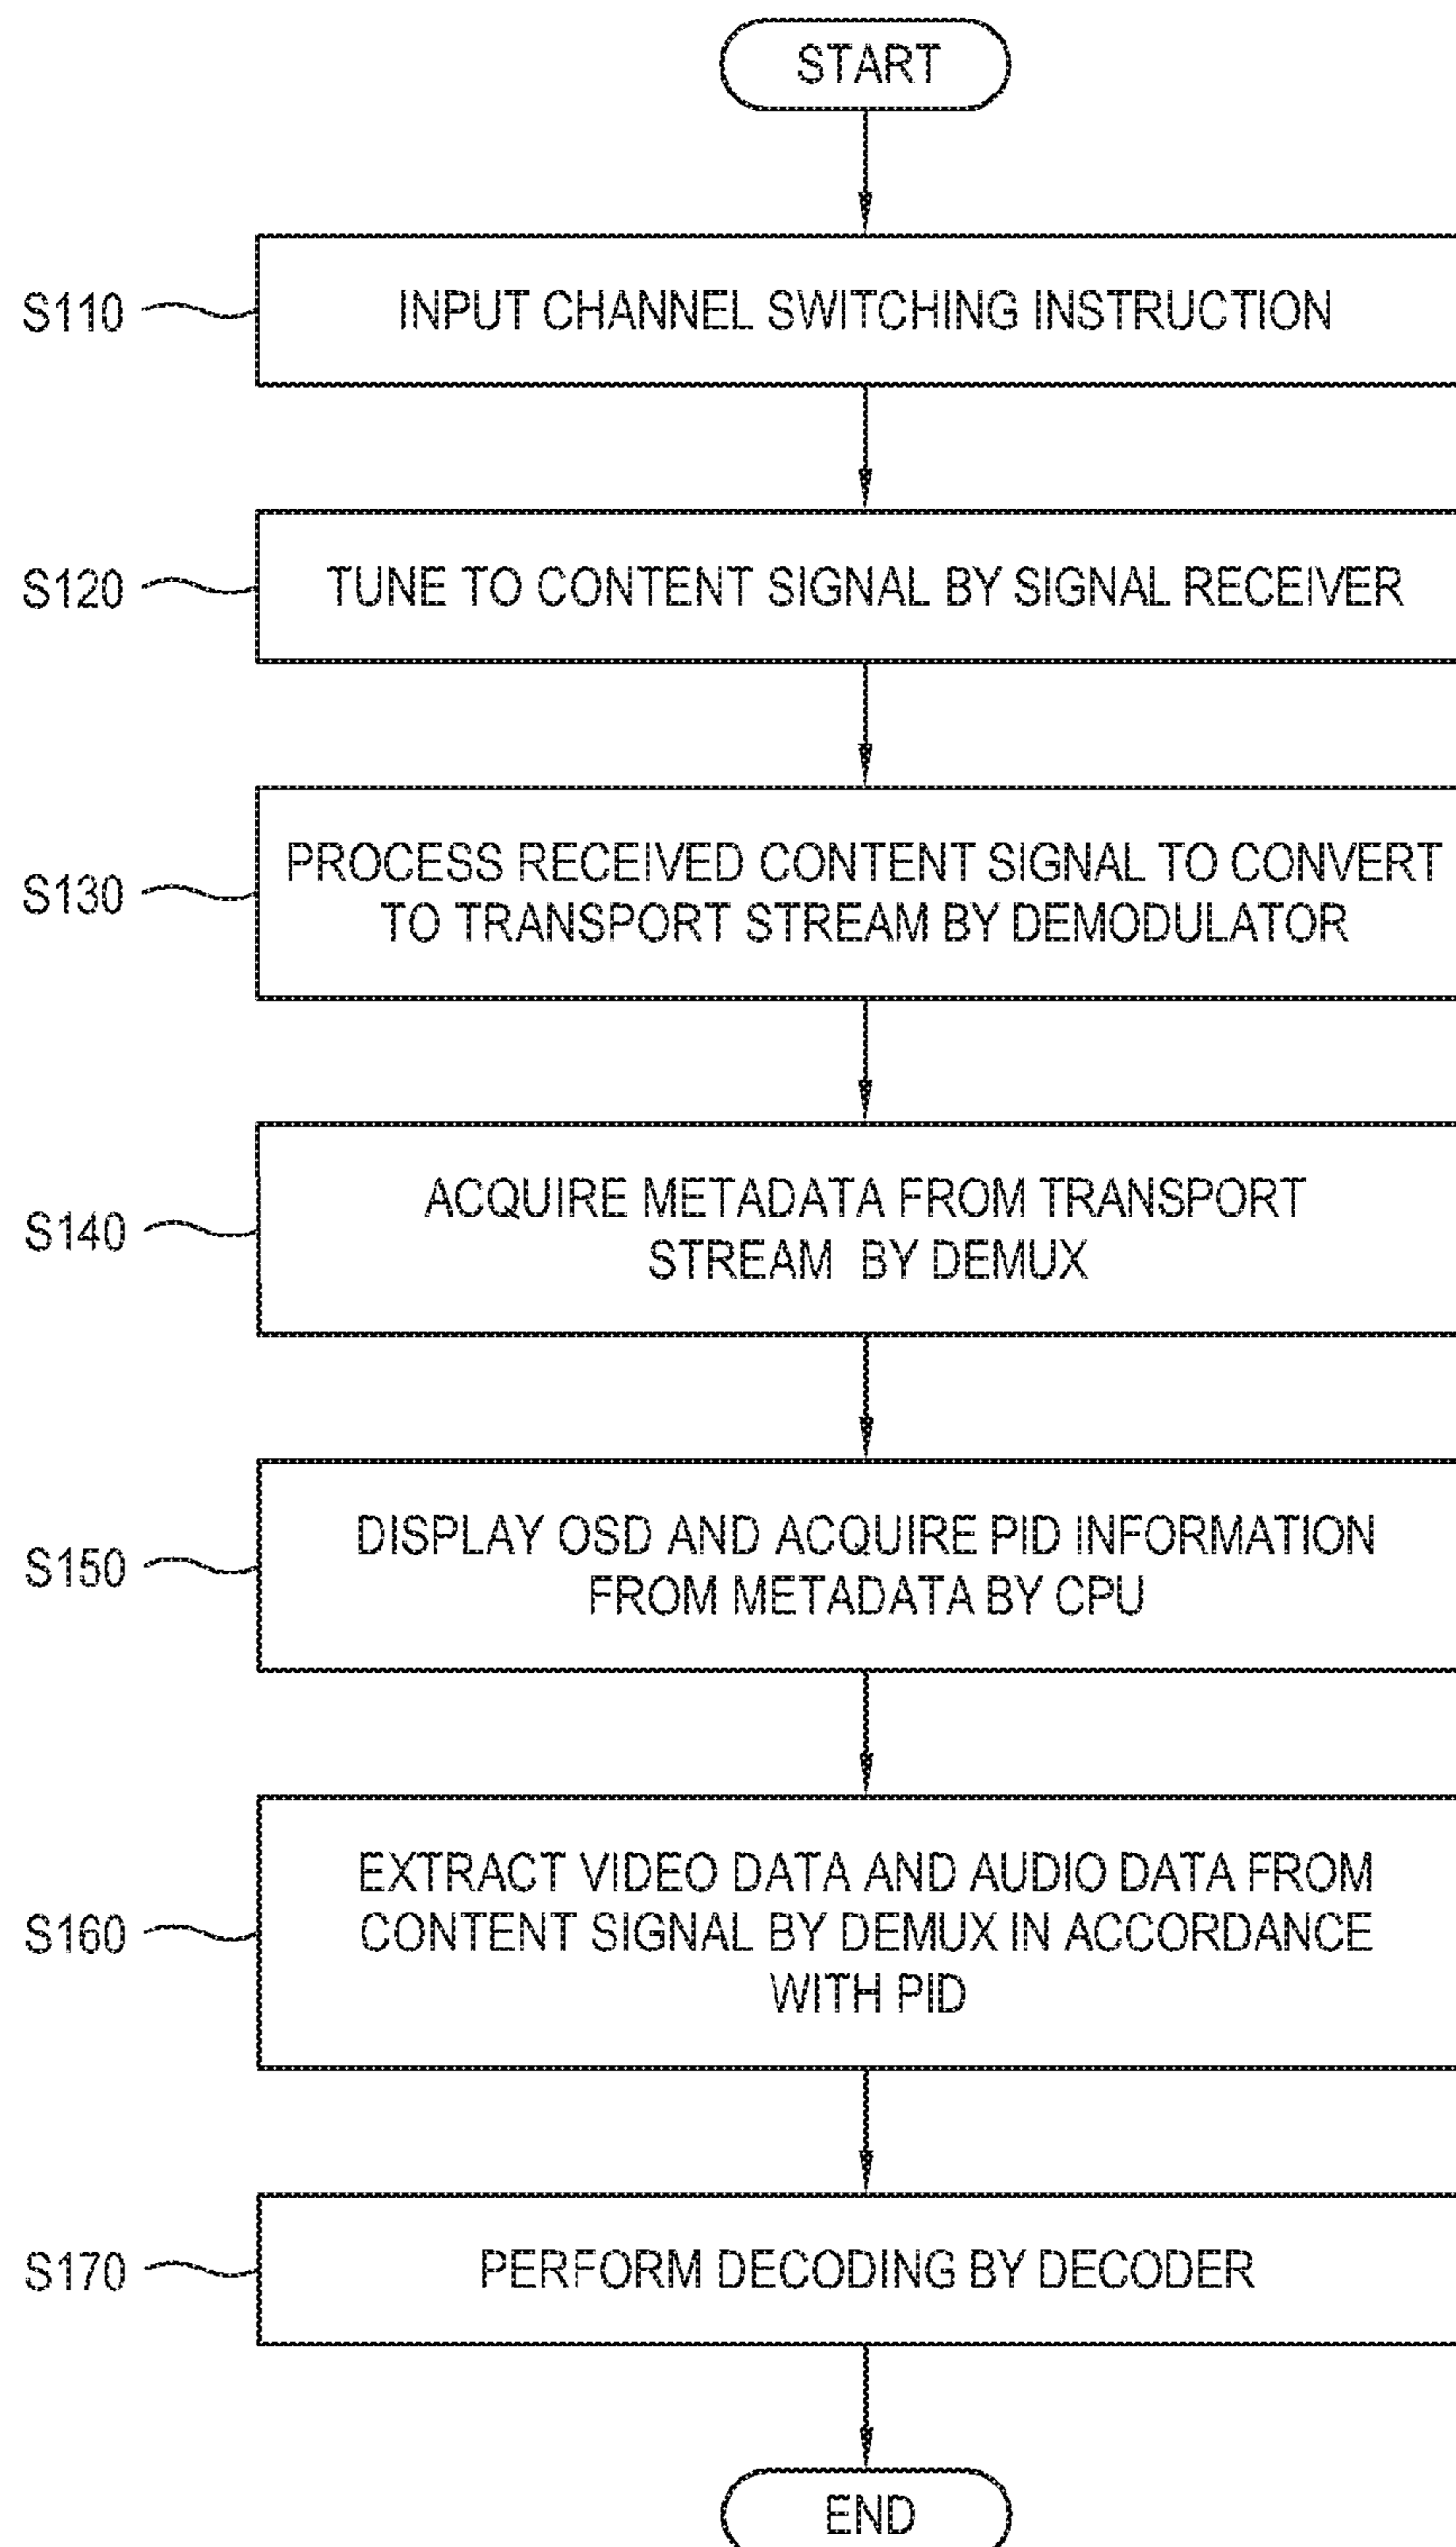 START
S110
INPUT CHANNEL SWITCHING INSTRUCTION
S120
TUNE TO CONTENT SIGNAL BY SIGNAL RECEIVER
S130
PROCESS RECEIVED CONTENT SIGNAL TO CONVERT
TO TRANSPORT STREAM BY DEMODULATOR
S140
ACQUIRE METADATA FROM TRANSPORT
STREAM BY DEMUX
S150
DISPLAY OSD AND ACQUIRE PID INFORMATION
FROM METADATA BY CPU
S160
EXTRACT VIDEO DATA AND AUDIO DATA FROM
CONTENT SIGNAL BY DEMUX IN ACCORDANCE
WITH PID
S170
PERFORM DECODING BY DECODER
END